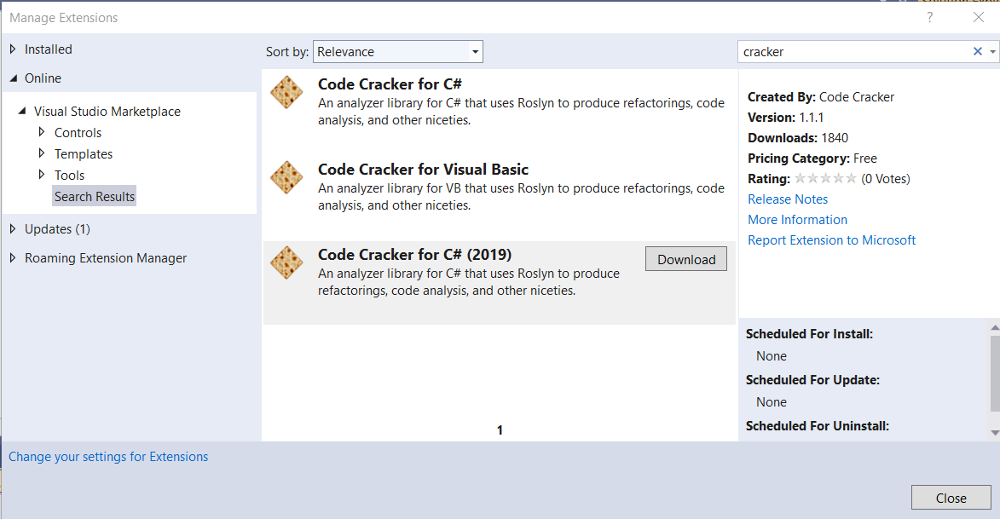 Manage Extensions
?
Installed
Online
Visual Studio Marketplace
Controls
Templates
Tools
Search Results
Updates (1)
Roaming Extension Manager
Sort by: Relevance
cracker
Code Cracker for C#
An analyzer library for C# that uses Roslyn to produce refactorings, code
analysis, and other niceties.
Code Cracker for Visual Basic
An analyzer library for VB that uses Roslyn to produce refactorings, code
analysis, and other niceties.
Code Cracker for C# (2019)
Download
An analyzer library for C# that uses Roslyn to produce
refactorings, code analysis, and other niceties.
1
Created By: Code Cracker
Version: 1.1.1
Downloads: 1840
Pricing Category: Free
Rating: (0 Votes)
Release Notes
More Information
Report Extension to Microsoft
Scheduled For Install:
None
Scheduled For Update:
None
Scheduled For Uninstall:
Change your settings for Extensions
Close